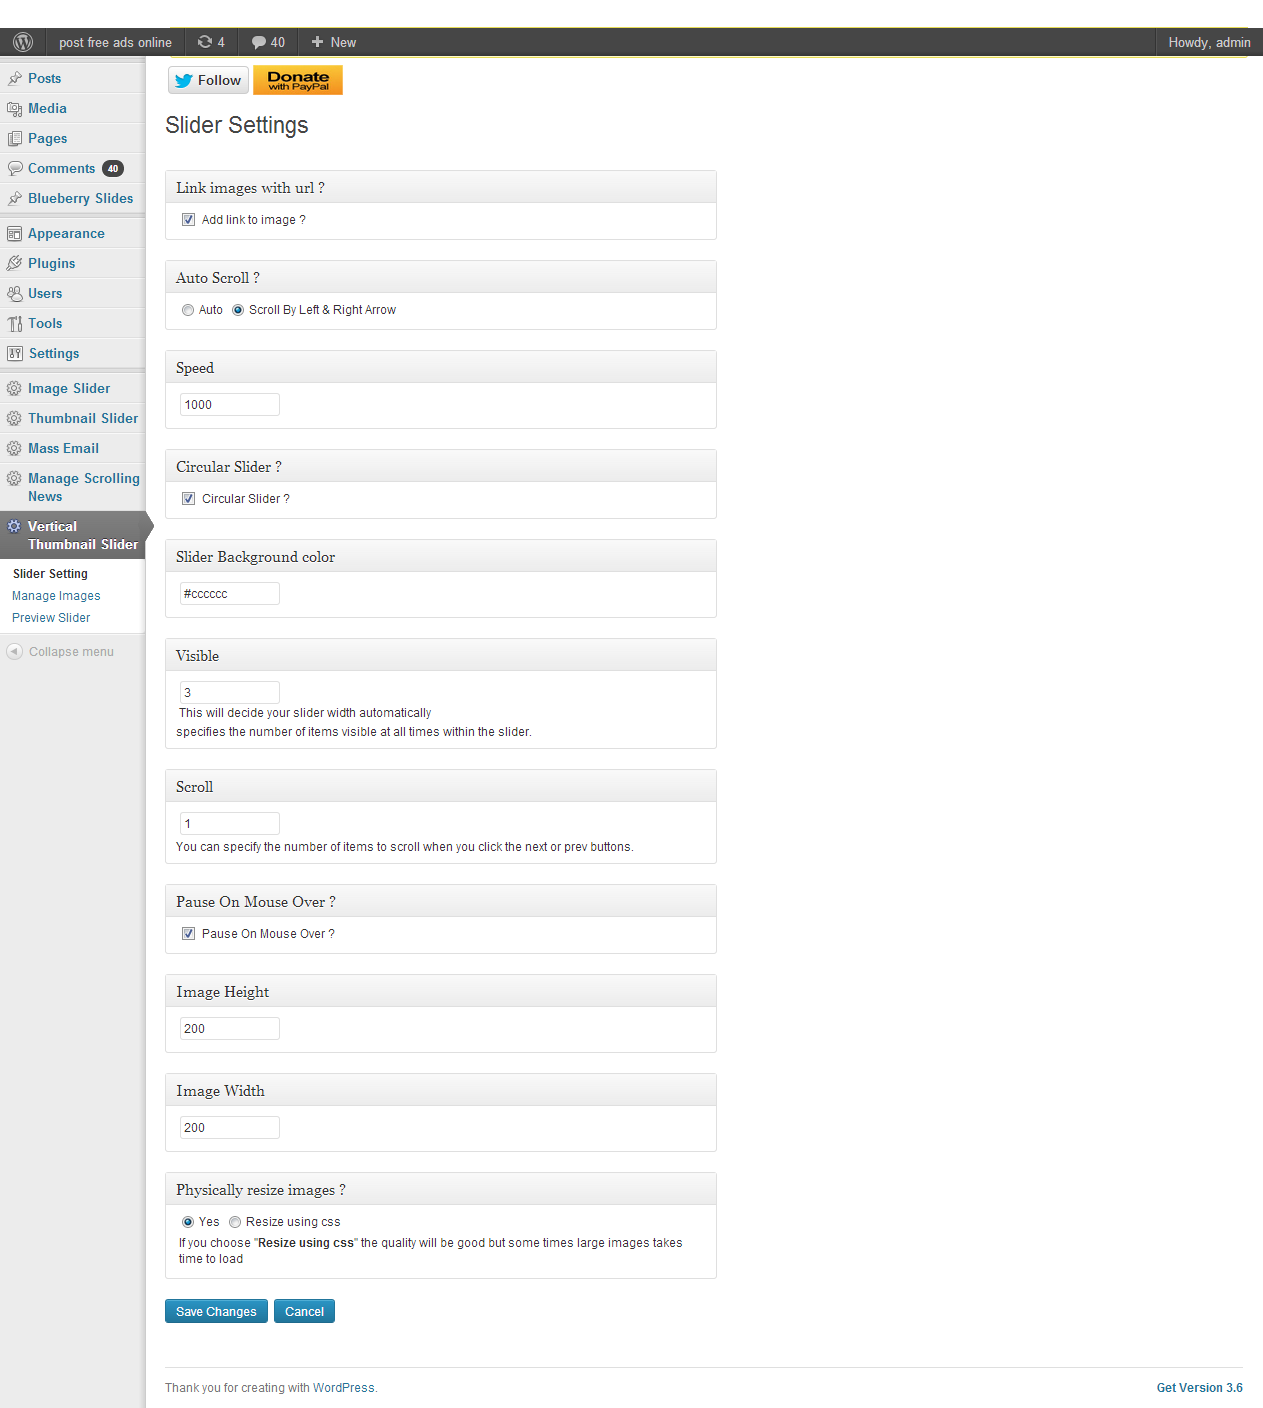 post free ads online 4 40 New Howdy, admin
Posts
Media
Pages
Comments 40
Blueberry Slides
Appearance
Plugins
Users
Tools
Settings
Image Slider
Thumbnail Slider
Mass Email
Manage Scrolling
News
Vertical
Thumbnail Slider
Slider Setting
Manage Images
Preview Slider
Collapse menu
Follow Donate
with PayPal
Slider Settings
Link images with url ?
Add link to image ?
Auto Scroll ?
Auto Scroll By Left & Right Arrow
Speed
1000
Circular Slider ?
Circular Slider ?
Slider Background color
#cccccc
Visible
3
This will decide your slider width automatically
specifies the number of items visible at all times within the slider.
Scroll
1
You can specify the number of items to scroll when you click the next or prev buttons.
Pause On Mouse Over ?
Pause On Mouse Over ?
Image Height
200
Image Width
200
Physically resize images ?
Yes Resize using css
If you choose "Resize using css" the quality will be good but some times large images takes
time to load
Save Changes Cancel
Thank you for creating with WordPress. Get Version 3.6